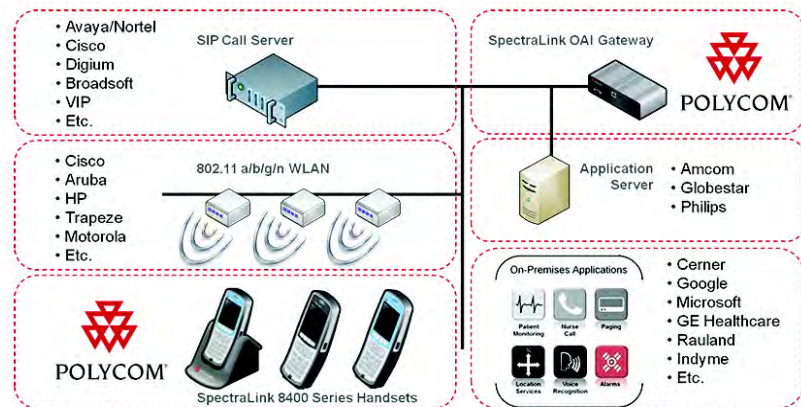 • Avaya/Nortel
• Cisco
• Digium
• Broadsoft
• VIP
• Etc.
SIP Call Server
SpectraLink OAI Gateway
POLYCOM®
• Cisco
• Aruba
• HP
• Trapeze
• Motorola
• Etc.
802.11 a/b/g/n WLAN
Application
Server
• Amcom
• Globestar
• Philips
POLYCOM®
SpectraLink 8400 Series Handsets
On-Premises Applications
Patient
Monitoring
Nurse
Call
Paging
Location
Services
Voice
Recognition
Alarms
• Cerner
• Google
• Microsoft
• GE Healthcare
• Rauland
• Indyme
• Etc.